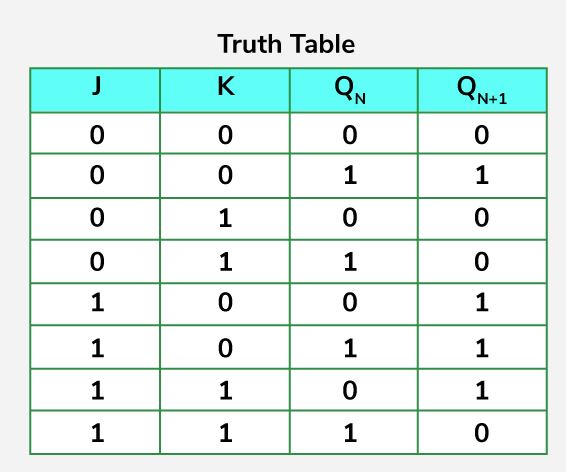 Truth Table
J K Q_N Q_N+1
0 0 0 0
0 0 1 1
0 1 0 0
0 1 1 0
1 0 0 1
1 0 1 1
1 1 0 1
1 1 1 0